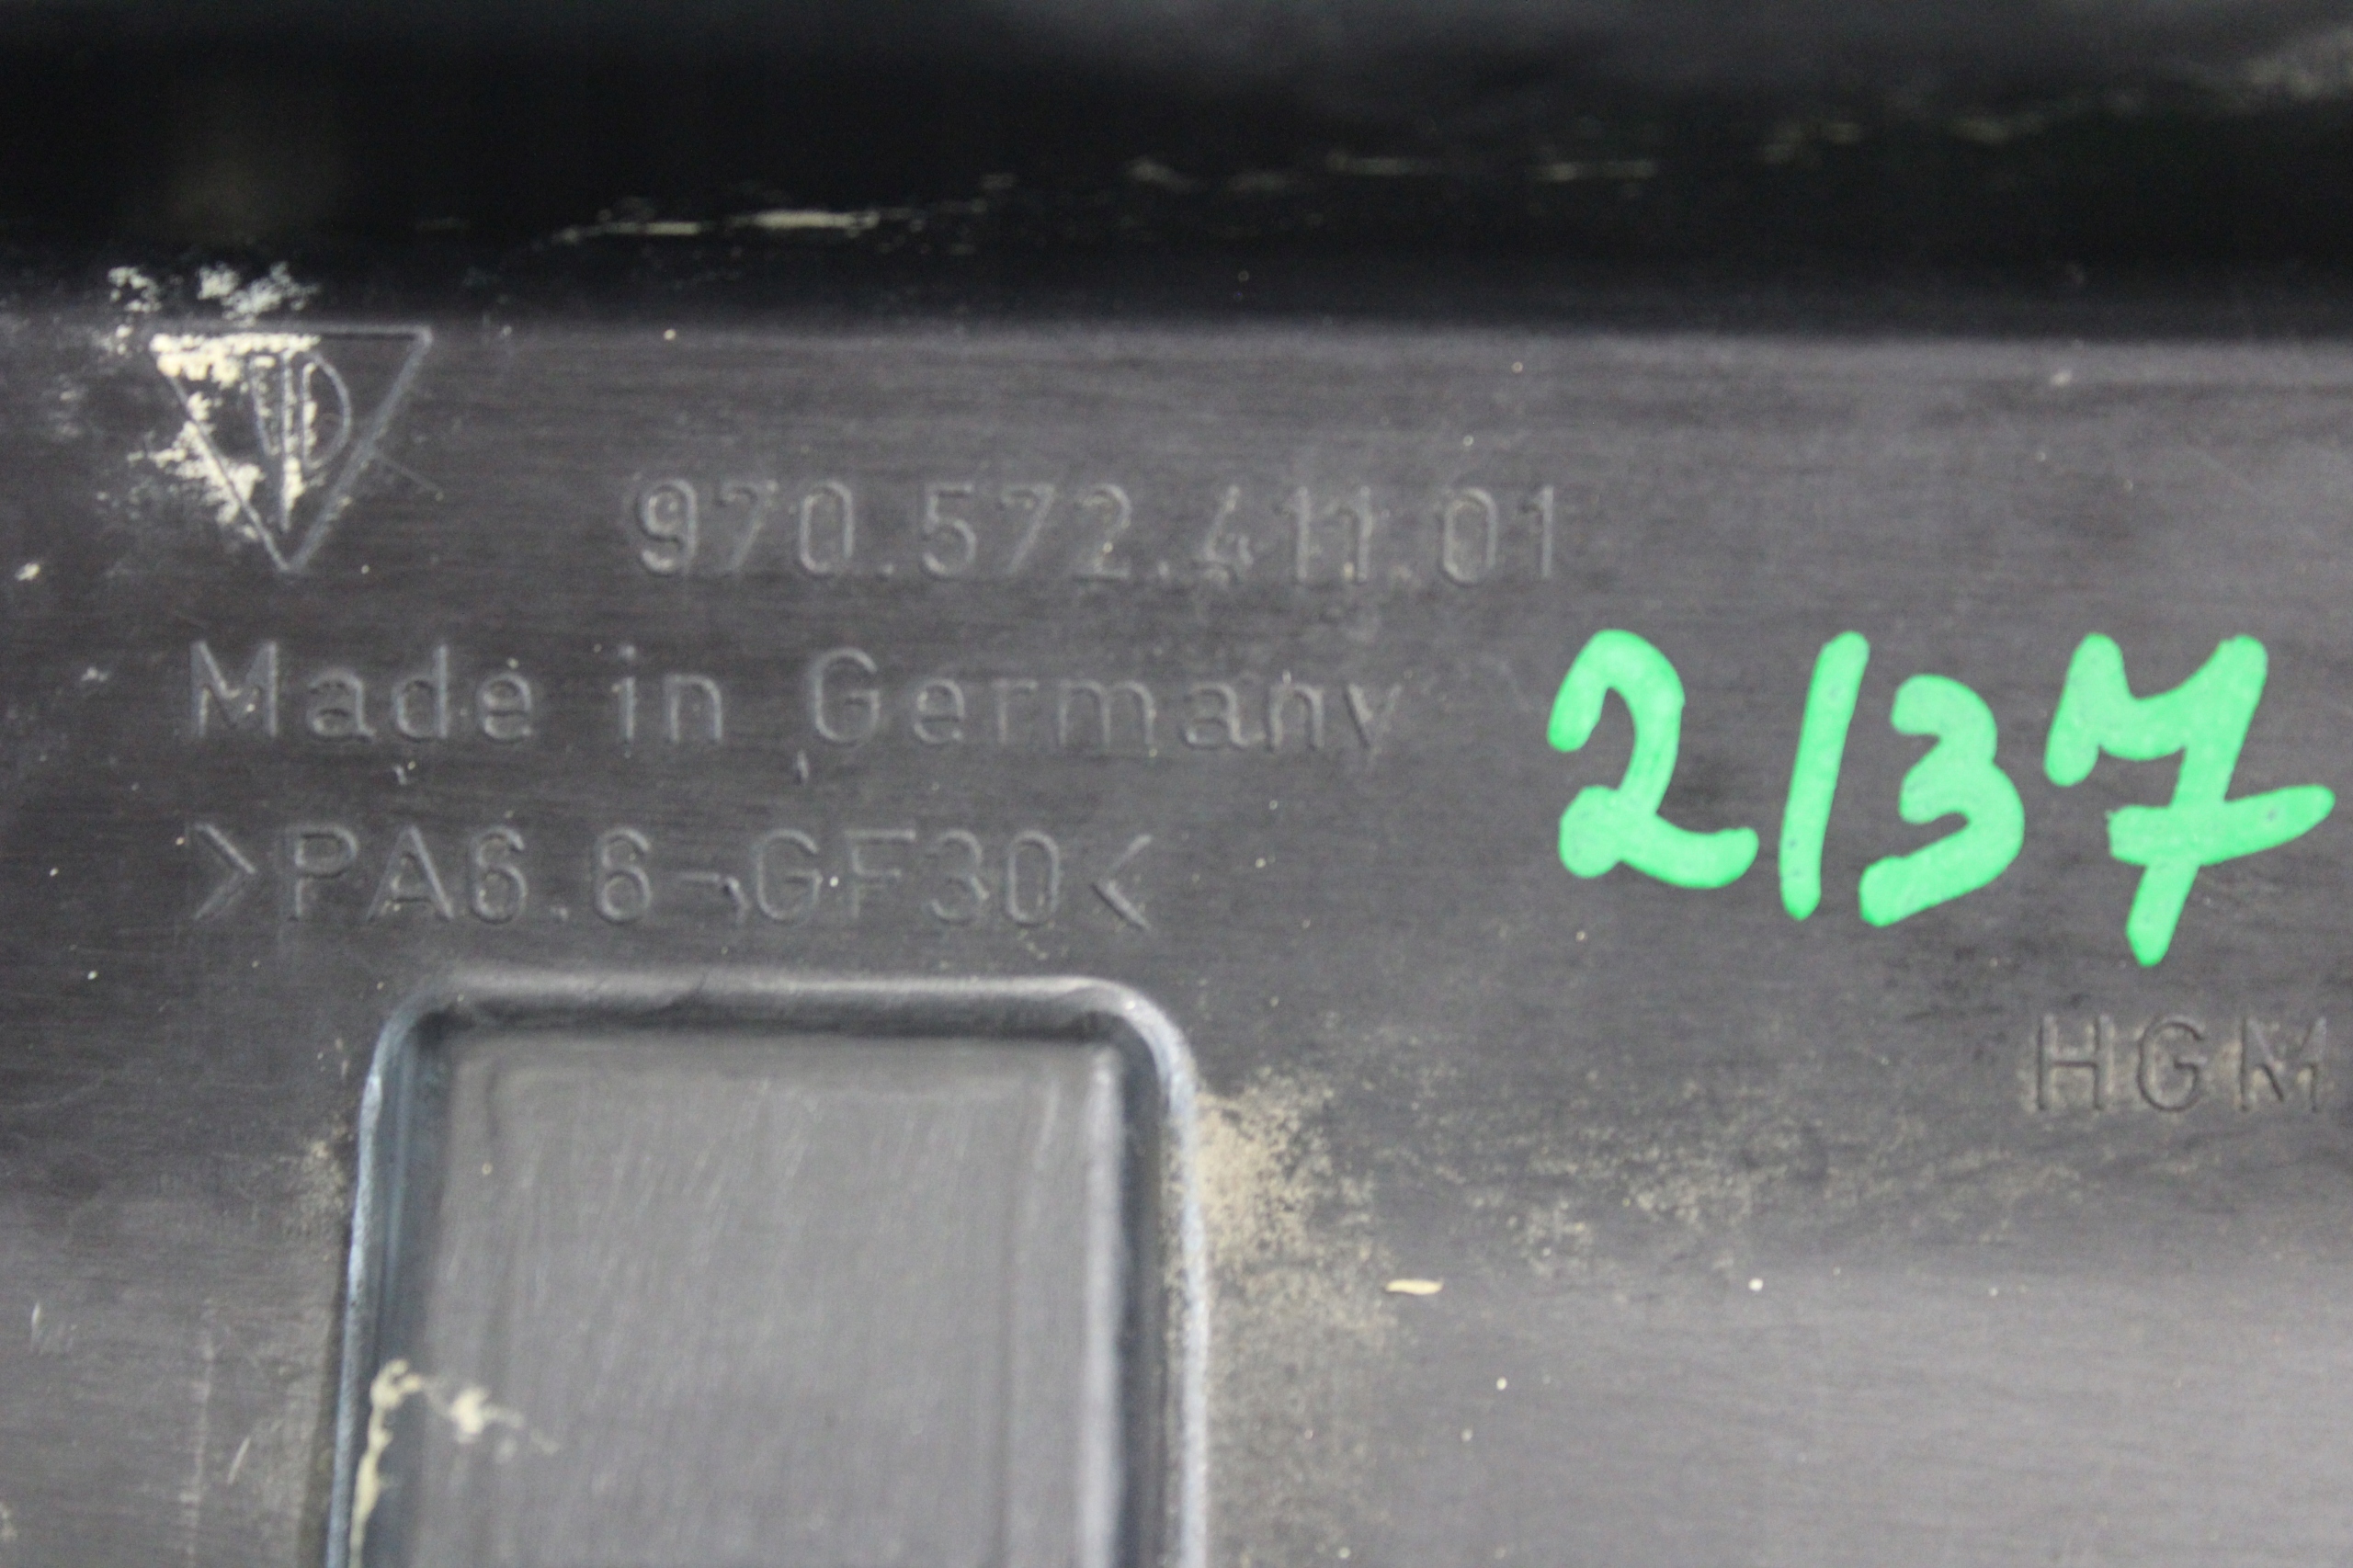 970.572.411.01
Made in Germany
2137
>PA6.6-GF30<
HGM